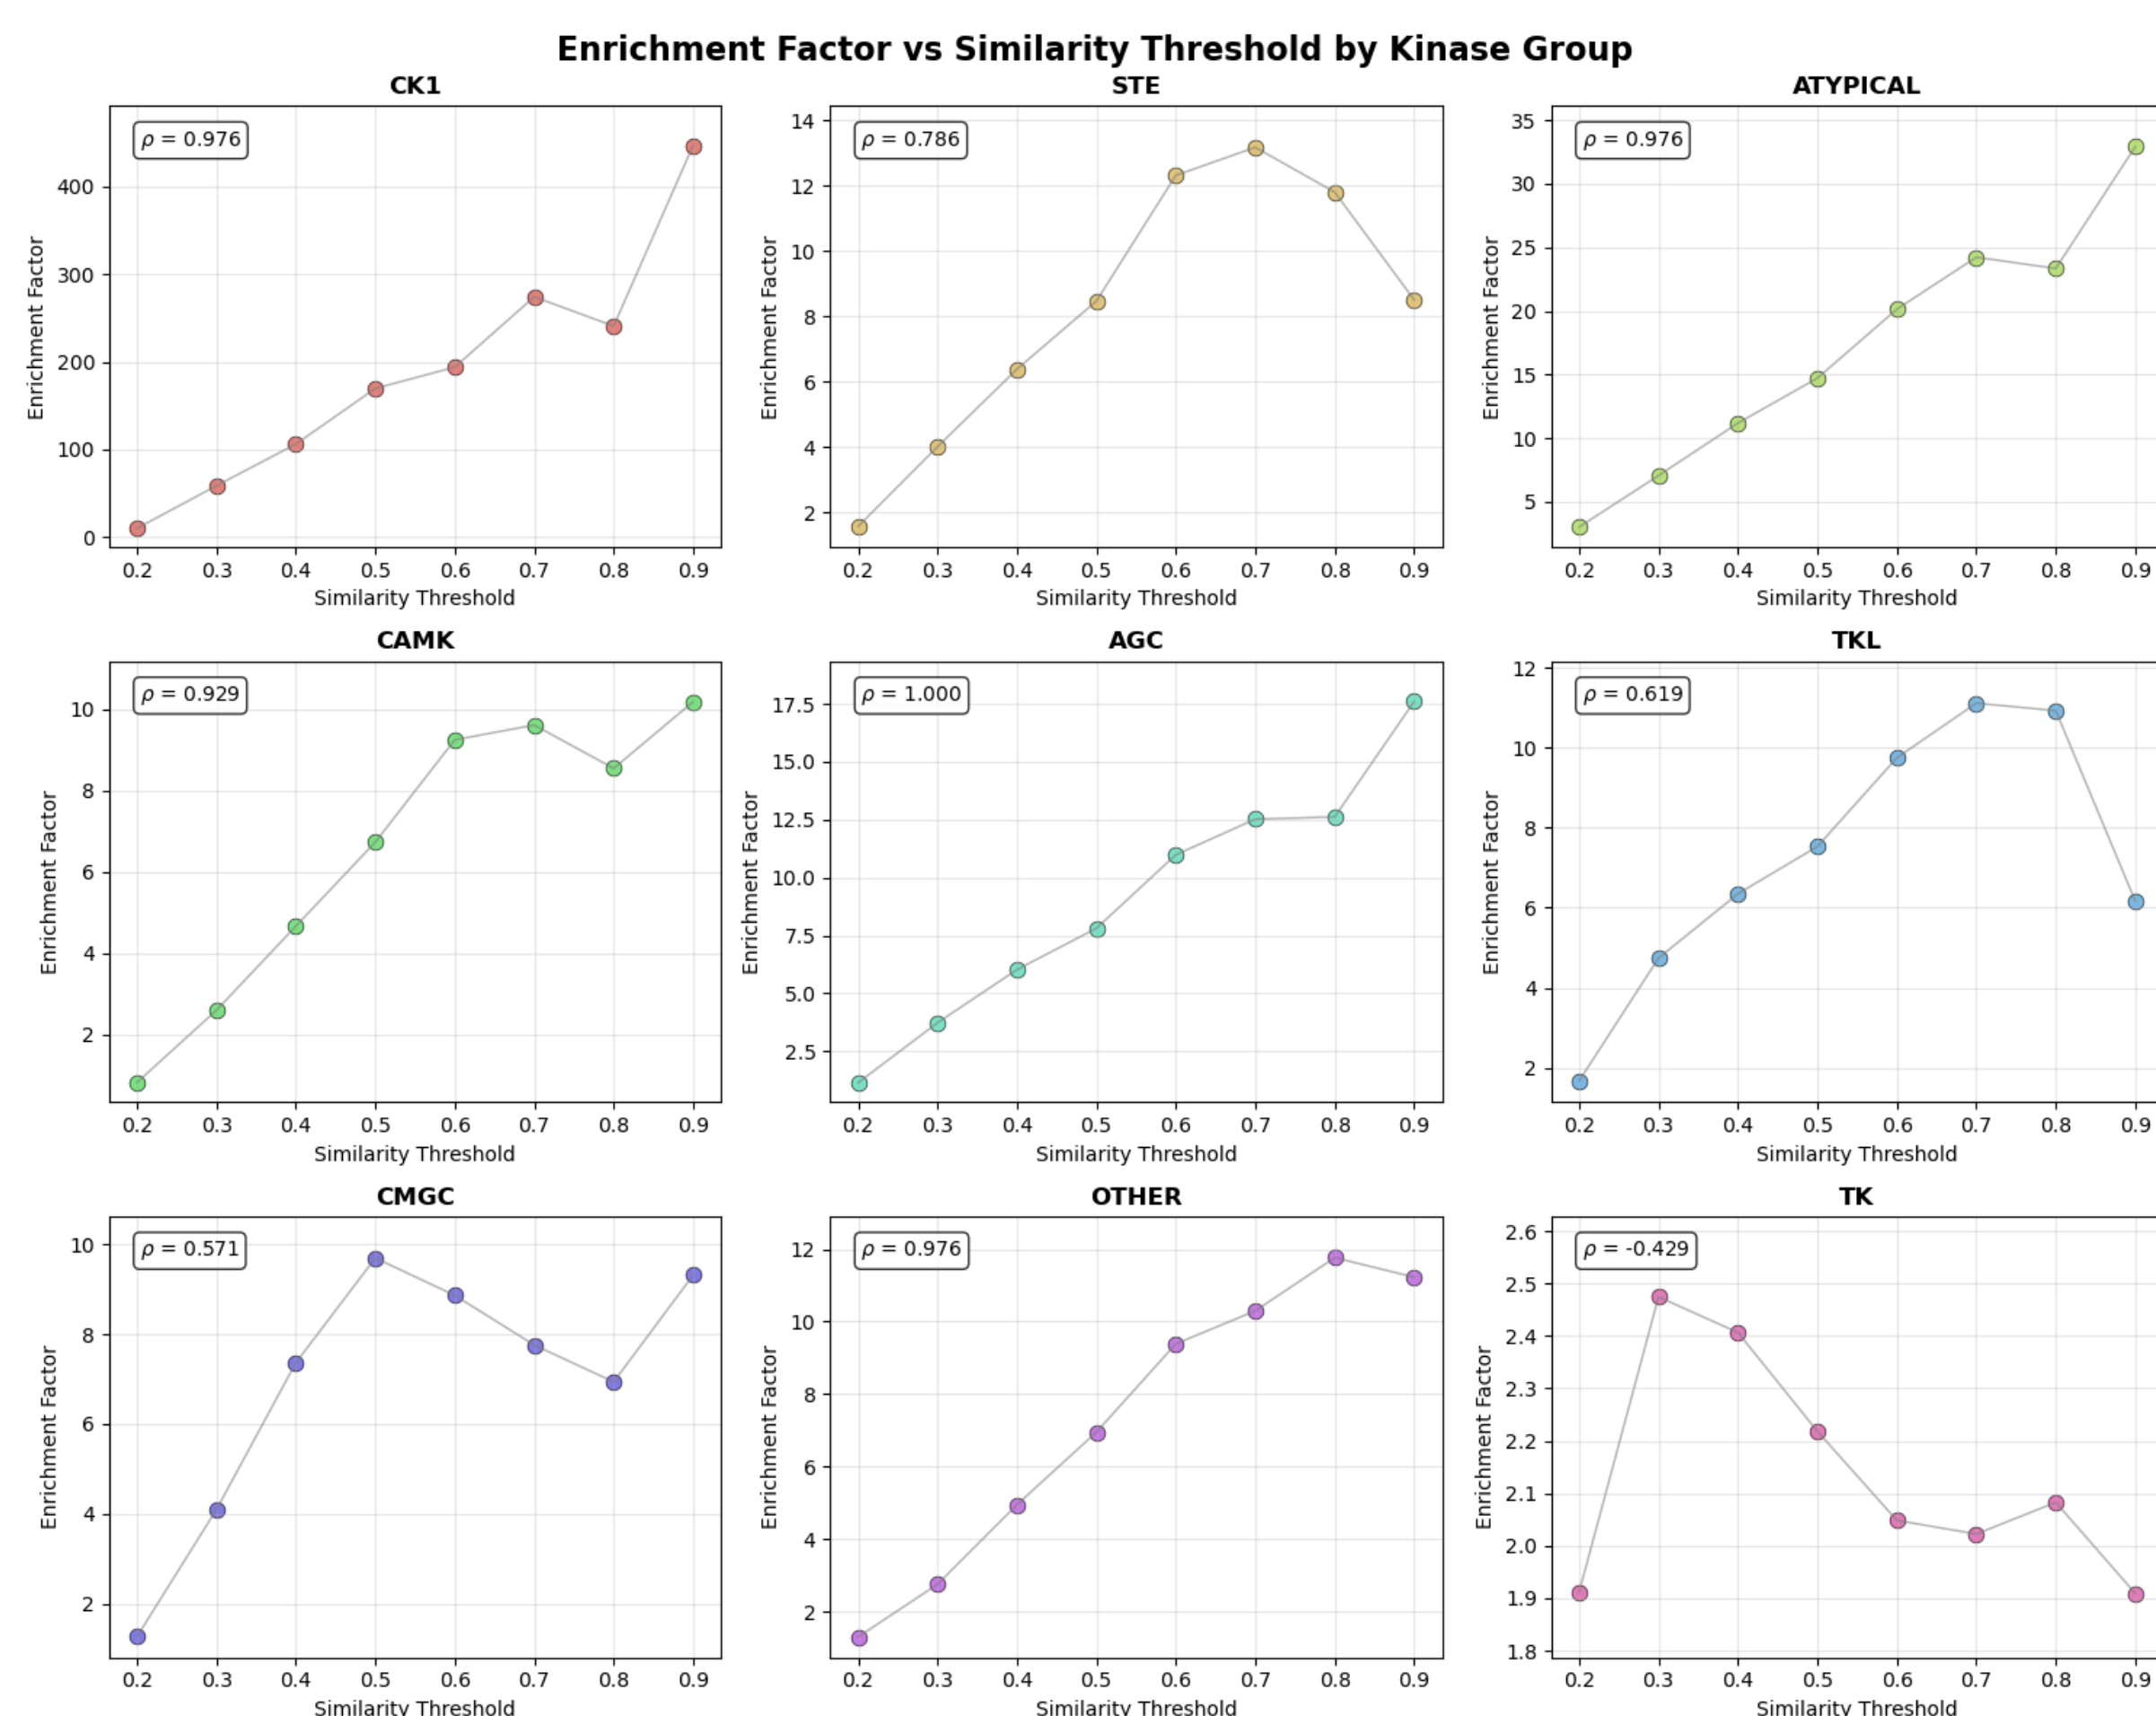 Enrichment Factor vs Similarity Threshold by Kinase Group
CK1
ρ = 0.976
Enrichment Factor
400
300
200
100
0
0.2 0.3 0.4 0.5 0.6 0.7 0.8 0.9
Similarity Threshold
STE
ρ = 0.786
Enrichment Factor
14
12
10
8
6
4
2
0.2 0.3 0.4 0.5 0.6 0.7 0.8 0.9
Similarity Threshold
ATYPICAL
ρ = 0.976
Enrichment Factor
35
30
25
20
15
10
5
0.2 0.3 0.4 0.5 0.6 0.7 0.8 0.9
Similarity Threshold
CAMK
ρ = 0.929
Enrichment Factor
10
8
6
4
2
0.2 0.3 0.4 0.5 0.6 0.7 0.8 0.9
Similarity Threshold
AGC
ρ = 1.000
Enrichment Factor
17.5
15.0
12.5
10.0
7.5
5.0
2.5
0.2 0.3 0.4 0.5 0.6 0.7 0.8 0.9
Similarity Threshold
TKL
ρ = 0.619
Enrichment Factor
12
10
8
6
4
2
0.2 0.3 0.4 0.5 0.6 0.7 0.8 0.9
Similarity Threshold
CMGC
ρ = 0.571
Enrichment Factor
10
8
6
4
2
0.2 0.3 0.4 0.5 0.6 0.7 0.8 0.9
Similarity Threshold
OTHER
ρ = 0.976
Enrichment Factor
12
10
8
6
4
2
0.2 0.3 0.4 0.5 0.6 0.7 0.8 0.9
Similarity Threshold
TK
ρ = -0.429
Enrichment Factor
2.6
2.5
2.4
2.3
2.2
2.1
2.0
1.9
1.8
0.2 0.3 0.4 0.5 0.6 0.7 0.8 0.9
Similarity Threshold